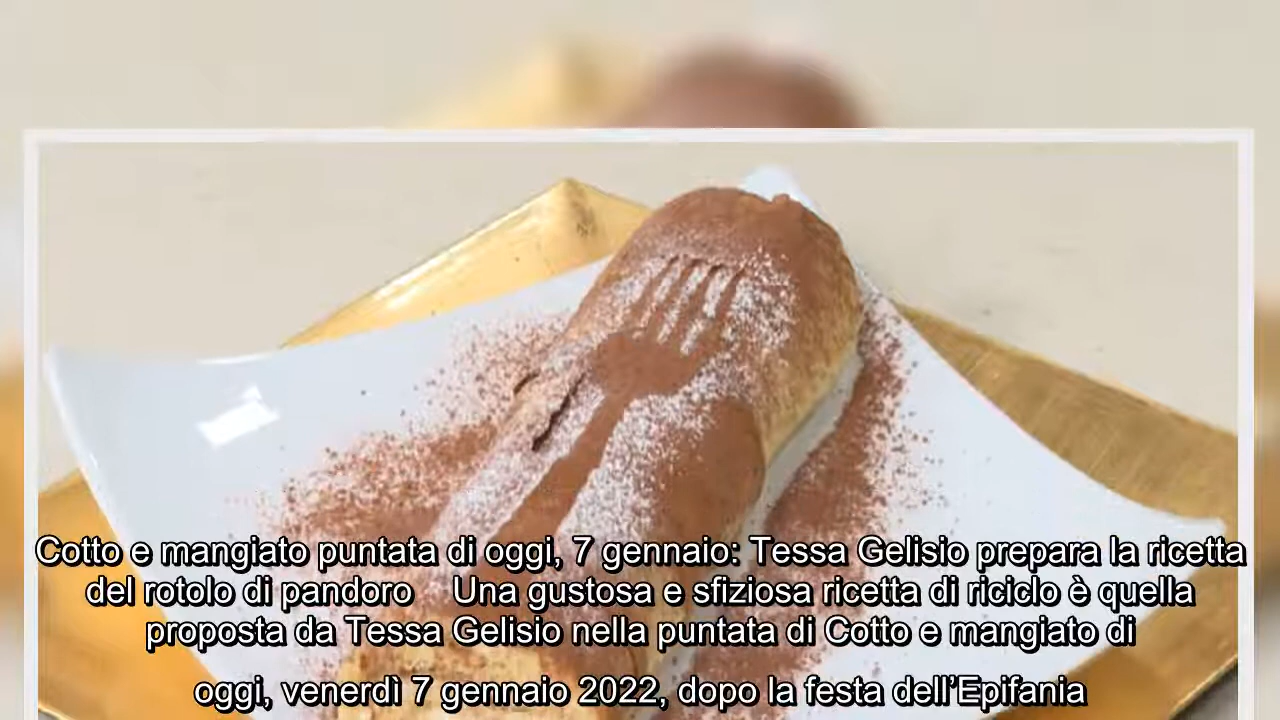 Cotto e mangiato puntata di oggi, 7 gennaio: Tessa Gelisio prepara la ricetta
del rotolo di pandoro    Una gustosa e sfiziosa ricetta di riciclo è quella
proposta da Tessa Gelisio nella puntata di Cotto e mangiato di
oggi, venerdì 7 gennaio 2022, dopo la festa dell’Epifania